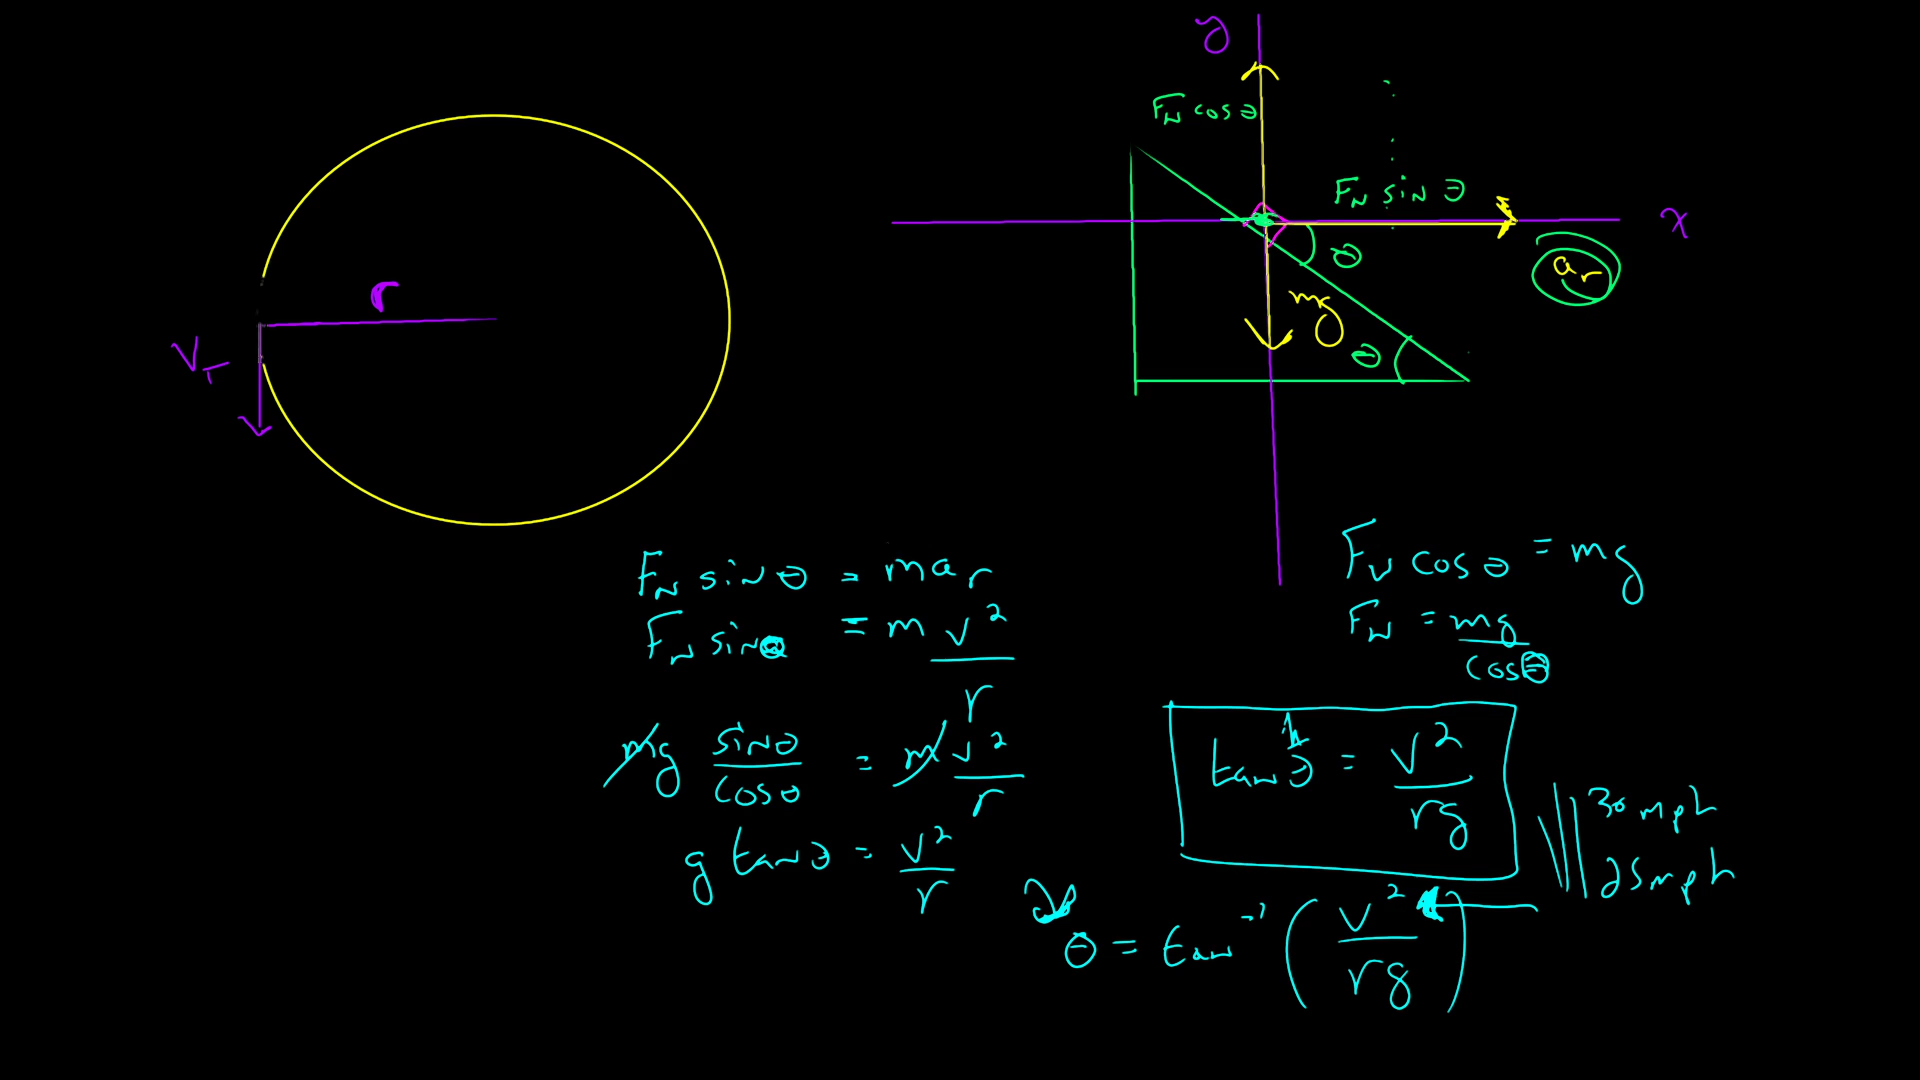 y
F_N cos θ
F_N sin θ
x
r
θ
a_r
mg
V_T
θ
F_N sin θ = m a_r
F_N cos θ = mg
F_N sin θ = m v²/r
F_N = mg/cos θ
mg sin θ/cos θ = m v²/r
tan θ = v²/rg
30 mph
g tan θ = v²/r
25 mph
θ = tan⁻¹ (v²/rg)